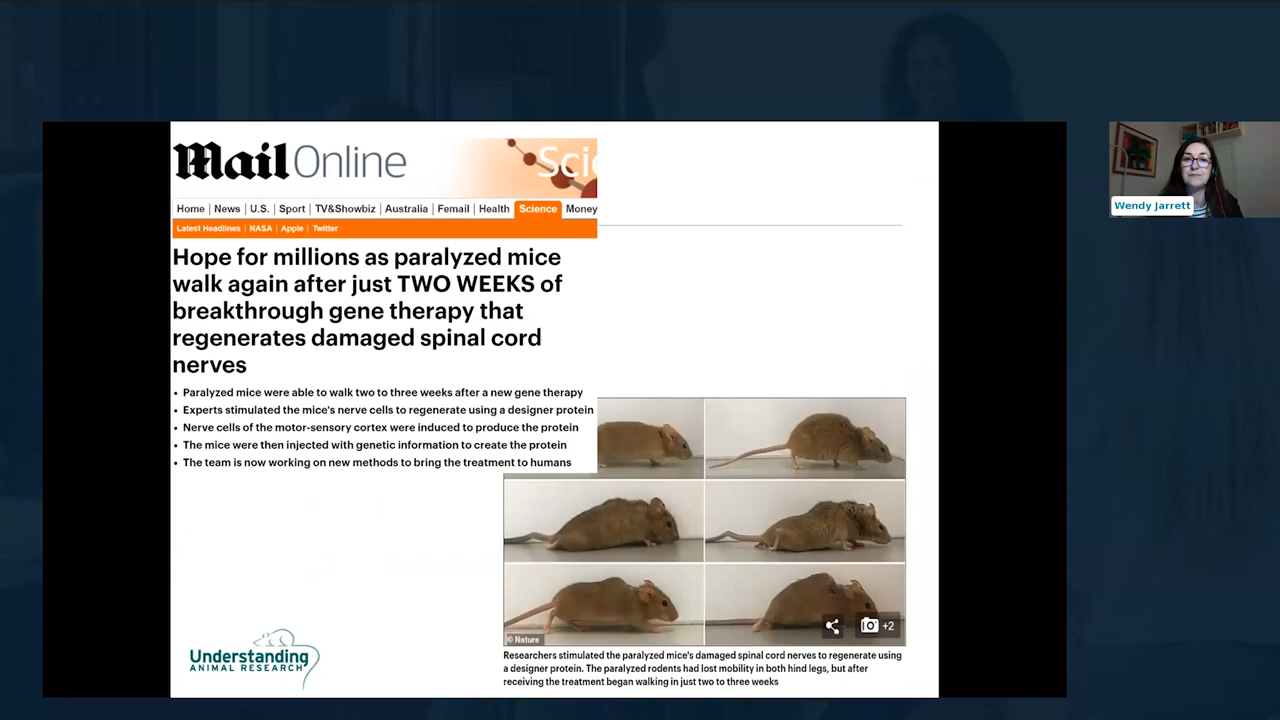 Mail Online
Home | News | U.S. | Sport | TV&Showbiz | Australia | Femail | Health | Science | Money
Latest Headlines | NASA | Apple | Twitter
Hope for millions as paralyzed mice
walk again after just TWO WEEKS of
breakthrough gene therapy that
regenerates damaged spinal cord
nerves
• Paralyzed mice were able to walk two to three weeks after a new gene therapy
• Experts stimulated the mice's nerve cells to regenerate using a designer protein
• Nerve cells of the motor-sensory cortex were induced to produce the protein
• The mice were then injected with genetic information to create the protein
• The team is now working on new methods to bring the treatment to humans
© Nature
+2
Researchers stimulated the paralyzed mice's damaged spinal cord nerves to regenerate using
a designer protein. The paralyzed rodents had lost mobility in both hind legs, but after
receiving the treatment began walking in just two to three weeks
Understanding
ANIMAL RESEARCH
Wendy Jarrett